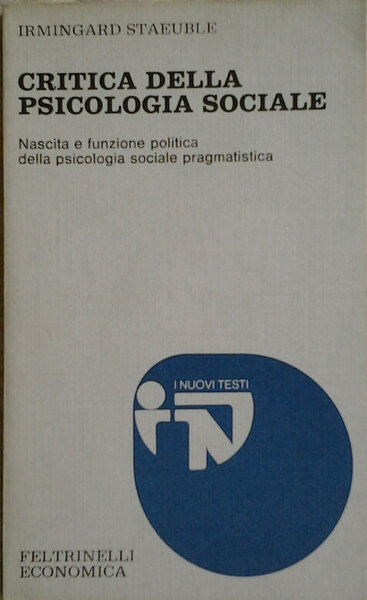 IRMINGARD STAEUBLE
CRITICA DELLA
PSICOLOGIA SOCIALE
Nascita e funzione politica
della psicologia sociale pragmatistica
I NUOVI TESTI
FELTRINELLI
ECONOMICA